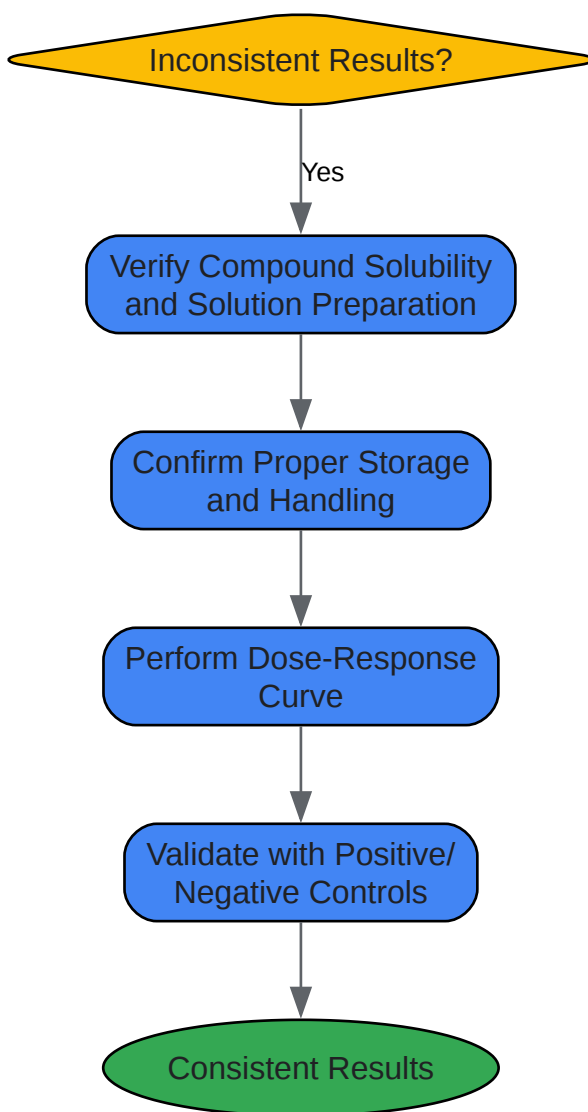 Inconsistent Results?
Yes
Verify Compound Solubility
and Solution Preparation
Confirm Proper Storage
and Handling
Perform Dose-Response
Curve
Validate with Positive/
Negative Controls
Consistent Results